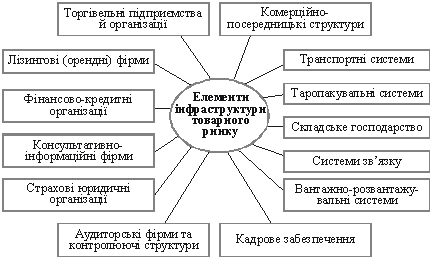 Торгівельні підприємства
й організації
Комерційно-
посередницькі структури
Лізингові (орендні) фірми
Транспортні системи
Фінансово-кредитні
організації
Елементи
інфраструктури
товарного
ринку
Таропакувальні системи
Складське господарство
Консультативно-
інформаційні фірми
Системи зв’язку
Страхові юридичні
організації
Вантажно-розвантажу-
вальні системи
Аудиторські фірми та
контролюючі структури
Кадрове забезпечення